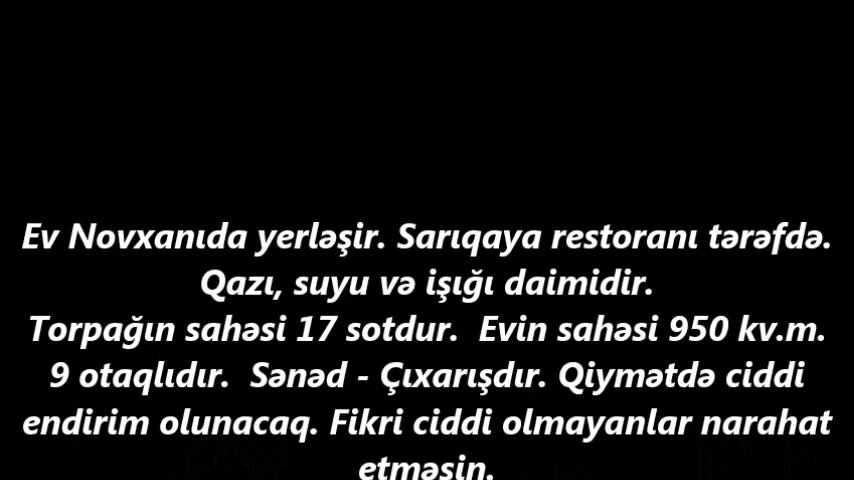 Ev Novxanıda yerləşir. Sarıqaya restoranı tərəfdə.
Qazı, suyu və işığı daimidir.
Torpağın sahəsi 17 sotdur.  Evin sahəsi 950 kv.m.
9 otaqlıdır.  Sənəd - Çıxarışdır. Qiymətdə ciddi
endirim olunacaq. Fikri ciddi olmayanlar narahat
etməsin.